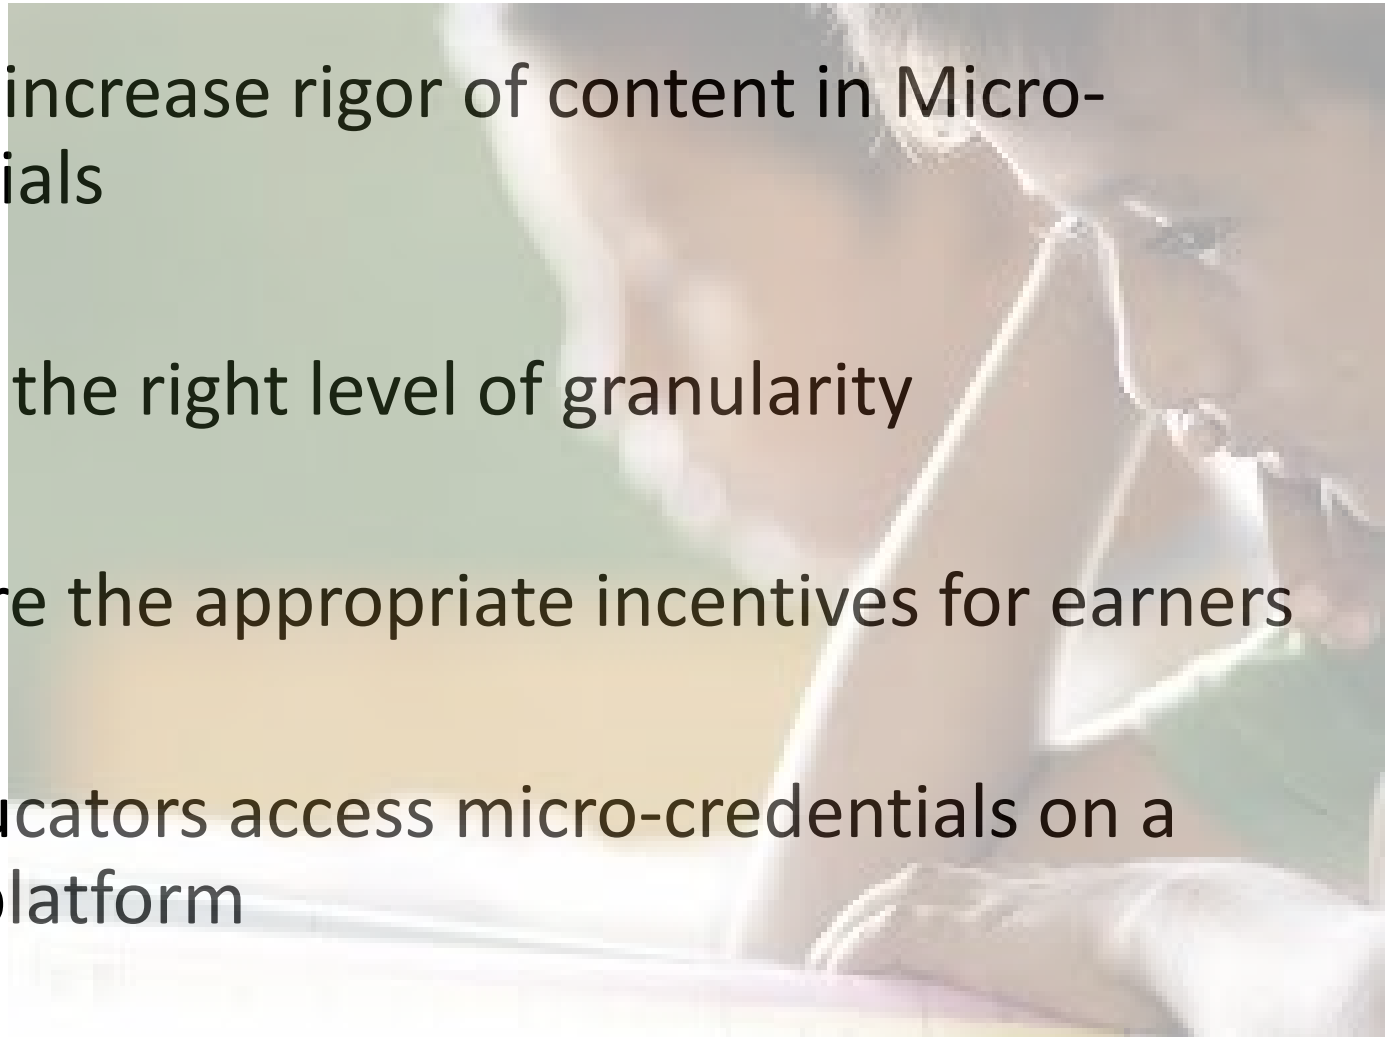 increase rigor of content in Micro-
ials
the right level of granularity
re the appropriate incentives for earners
ucators access micro-credentials on a
platform